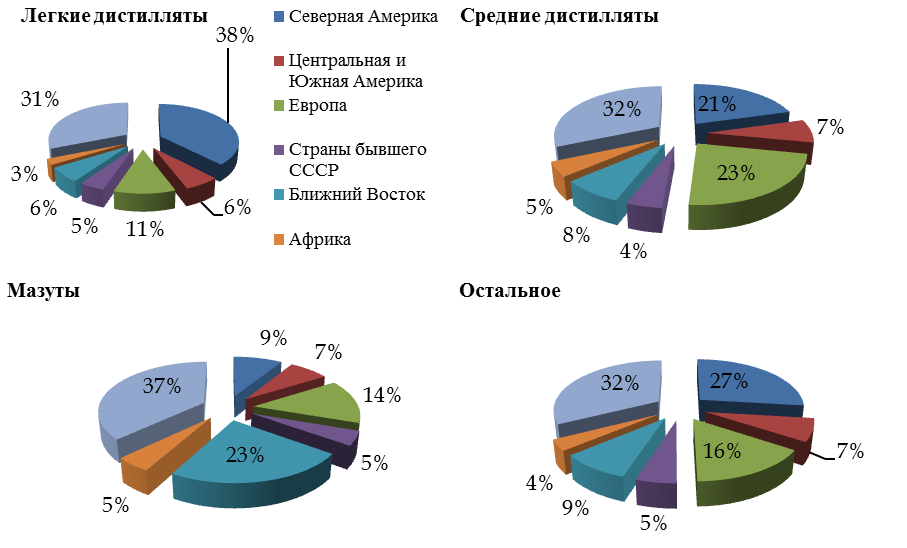 Легкие дистилляты
38%
31%
3%
6%
5%
11%
6%
Северная Америка
Центральная и
Южная Америка
Европа
Страны бывшего
СССР
Ближний Восток
Африка
Средние дистилляты
32%
21%
7%
23%
5%
8%
4%
Мазуты
9%
7%
37%
14%
23%
5%
5%
Остальное
32%
27%
16%
7%
4%
9%
5%